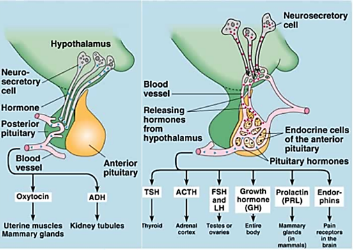 Hypothalamus
Neuro-
secretory
cell
Hormone
Posterior
pituitary
Blood
vessel
Anterior
pituitary
Oxytocin
ADH
Uterine muscles
Mammary glands
Kidney tubules
Neurosecretory
cell
Blood
vessel
Releasing
hormones
from
hypothalamus
Endocrine cells of the anterior
pituitary
Pituitary hormones
TSH
ACTH
FSH
and
LH
Growth
hormone
(GH)
Prolactin
(PRL)
Endor-
phins
Thyroid
Adrenal
cortex
Testes or
ovaries
Entire
body
Mammary
glands
(in
mammals)
Pain
receptors
in the
brain